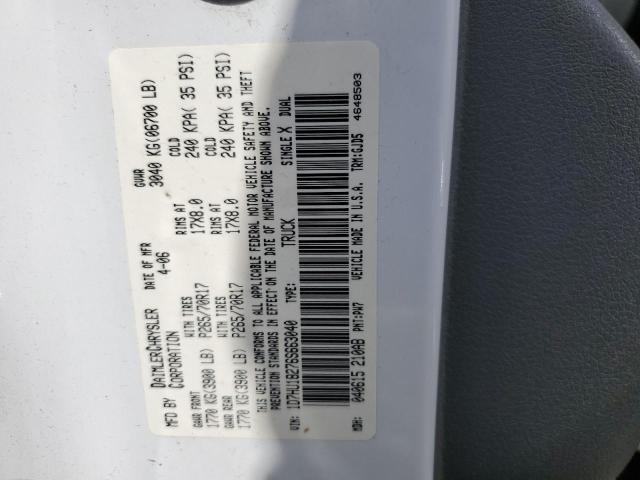 MFD BY DAIMLERCHRYSLER CORPORATION DATE OF MFR 4-06 GVWR 3040 KG(06700 LB)
GAWR FRONT WITH TIRES RIMS AT COLD
1770 KG(3900 LB) P265/70R17 17X8.0 240 KPA( 35 PSI)
GAWR REAR WITH TIRES RIMS AT COLD
1770 KG(3900 LB) P265/70R17 17X8.0 240 KPA( 35 PSI)
THIS VEHICLE CONFORMS TO ALL APPLICABLE FEDERAL MOTOR VEHICLE SAFETY AND THEFT
PREVENTION STANDARDS IN EFFECT ON THE DATE OF MANUFACTURE SHOWN ABOVE.
VIN: 1D7HU18276S663040 TYPE: TRUCK SINGLE X DUAL
MDH: 040615 210AB PNT:PW7 VEHICLE MADE IN U.S.A. TRM:GJD5 4648503